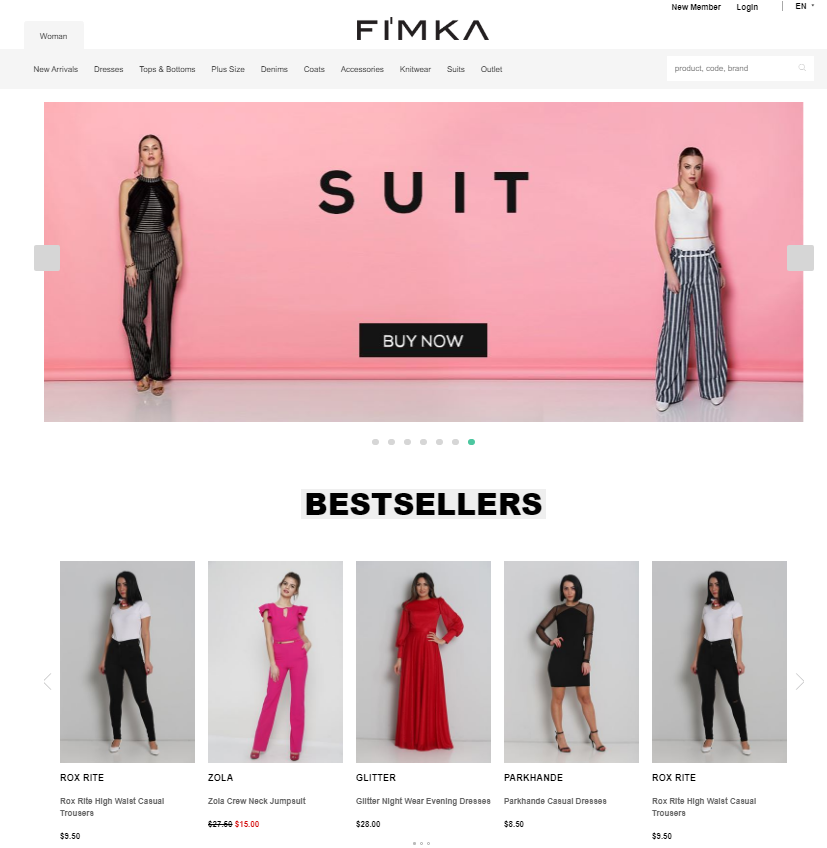 New Member Login EN
Woman
FIMKA
New Arrivals Dresses Tops & Bottoms Plus Size Denims Coats Accessories Knitwear Suits Outlet
product, code, brand
SUIT
BUY NOW
BESTSELLERS
ROX RITE
Rox Rite High Waist Casual
Trousers
$9.50
ZOLA
Zola Crew Neck Jumpsuit
$27.50 $15.00
GLITTER
Glitter Night Wear Evening Dresses
$28.00
PARKHANDE
Parkhande Casual Dresses
$8.50
ROX RITE
Rox Rite High Waist Casual
Trousers
$9.50